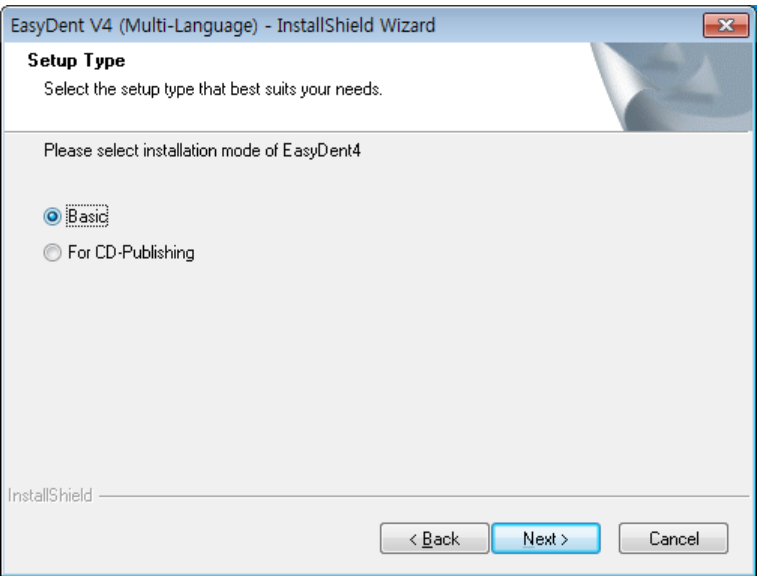 EasyDent V4 (Multi-Language) - InstallShield Wizard
Setup Type
Select the setup type that best suits your needs.
Please select installation mode of EasyDent4
Basic
For CD-Publishing
InstallShield
< Back
Next >
Cancel